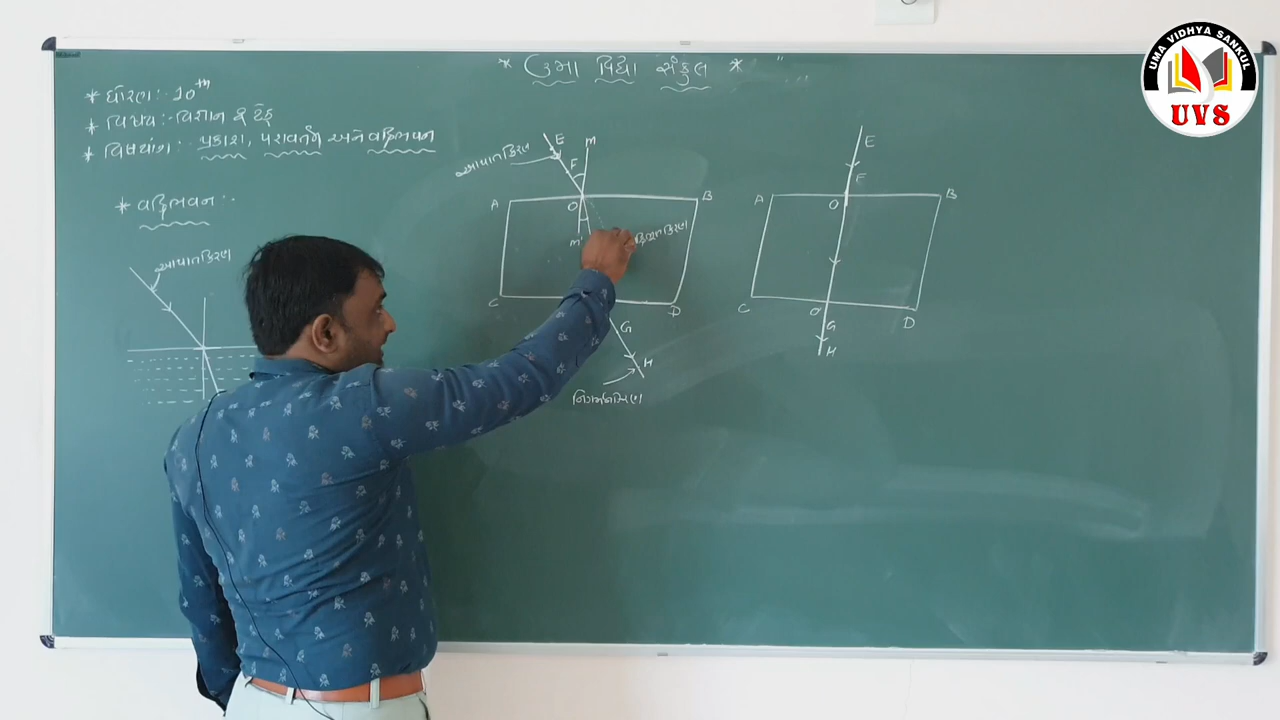 * ઉમા વિદ્યા સંકુલ *
* ધોરણ:- 10th
* વિષય:- વિજ્ઞાન & ટેક
* વિષયાંગ:- પ્રકાશ, પરાવર્તન અને વક્રિભવન
* વક્રિભવન:-
આપાતકિરણ
આપાતકિરણ
E M
F
A B
O
M'
C D
G
H
નિર્ગમનકિરણ
E
F
A B
O
C O' D
G
H
UMA VIDHYA SANKUL
UVS